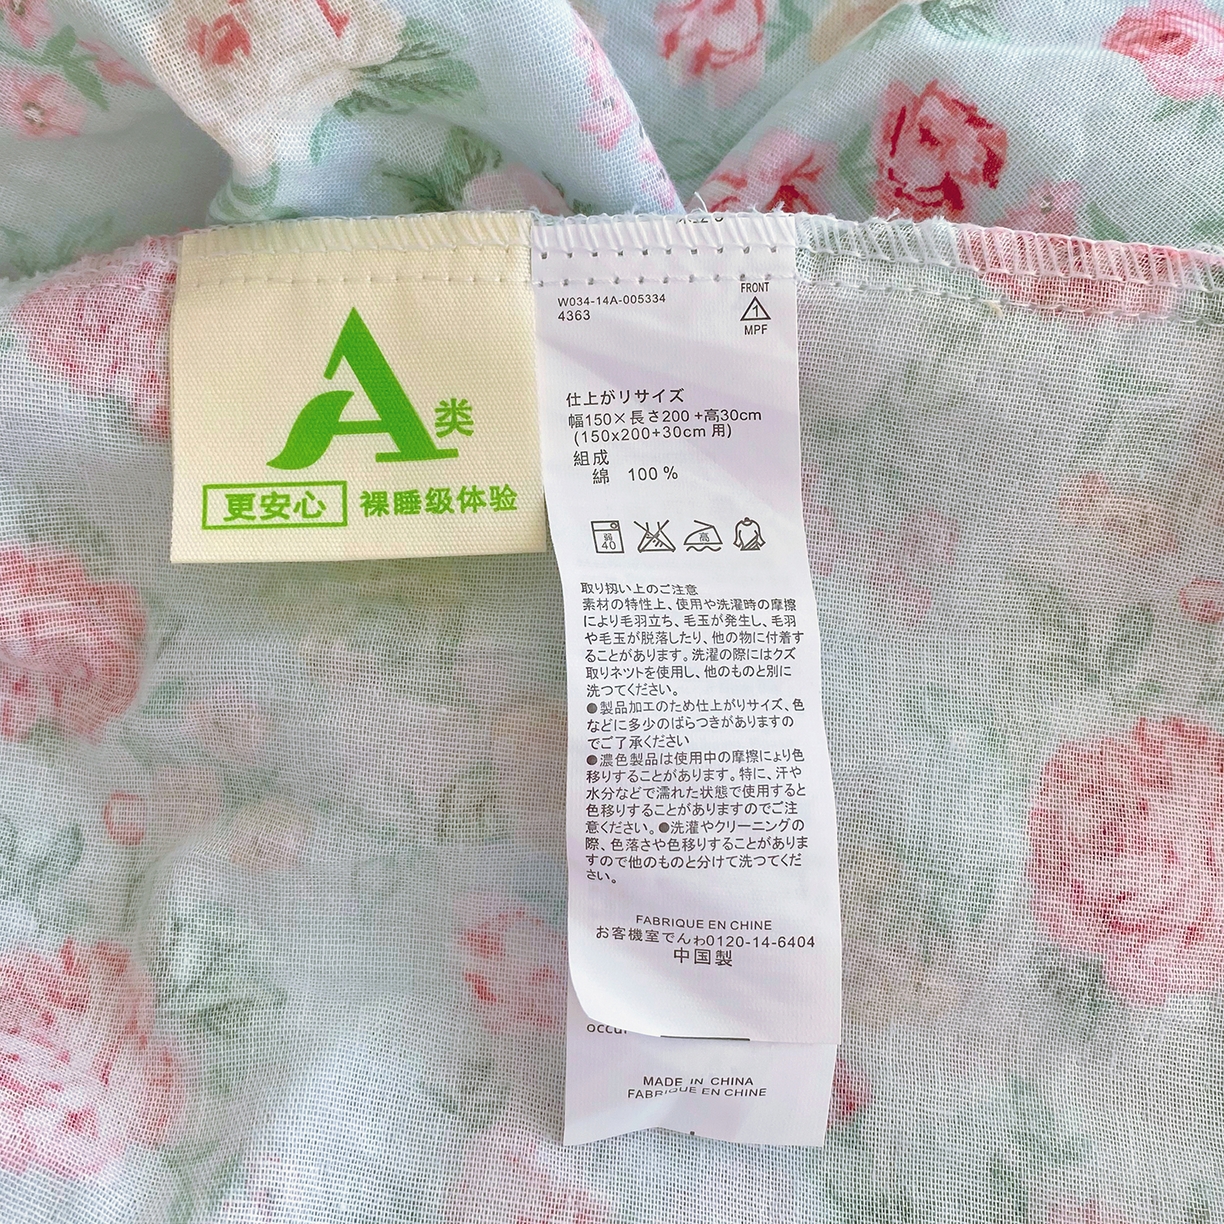 A类
更安心 裸睡级体验
W034-14A-005334
4363
FRONT
1
MPF
仕上がリサイズ
幅150×長さ200 +高30cm
(150x200+30cm 用)
組成
綿 100 %
弱
40
高
取り扨い上のご注意
素材の特性上、使用や洗濯時の摩擦
により毛羽立ち、毛玉が発生し、毛羽
や毛玉が脱落したり、他の物に付着す
ることがあります。洗濯の際にはクズ
取りネツトを使用し、他のものと別に
洗つてください。
●製品加工のため仕上がりサイズ、色
などに多少のばらつきがありますの
でご了承ください
●濃色製品は使用中の摩擦により色
移りすることがあります。特に、汗や
水分などで濡れた状態で使用すると
色移りすることがありますのでご注
意ください。●洗濯やクリーニングの
際、色落さや色移りすることがありま
すので他のものと分けて洗つてくだ
さい。
FABRIQUE EN CHINE
お客機室でんゎ0120-14-6404
中国製
occur
MADE IN CHINA
FABRIQUE EN CHINE